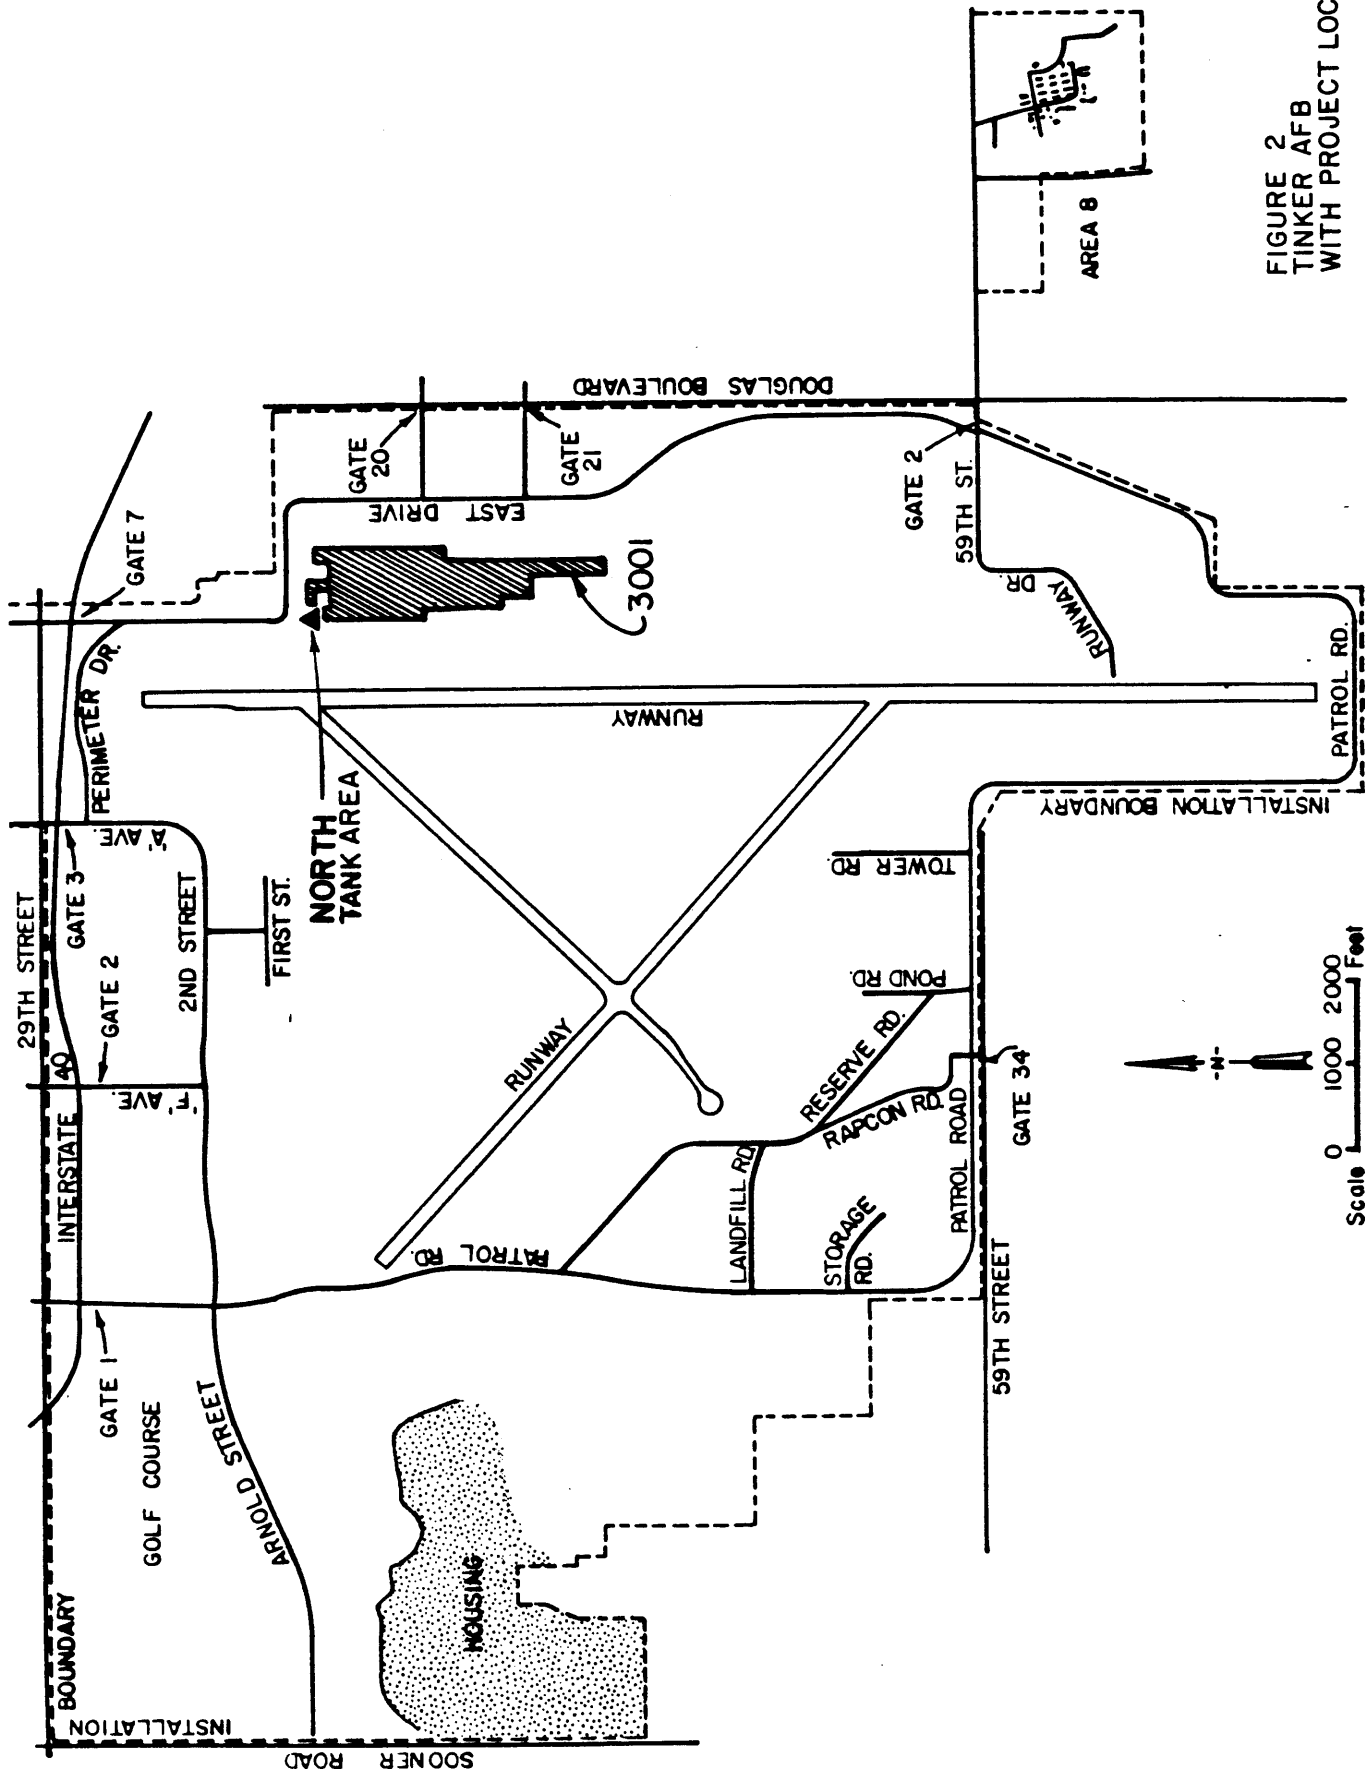 29TH STREET
INTERSTATE
40
BOUNDARY
INSTALLATION
SOONER ROAD
GOLF COURSE
GATE 1
ARNOLD STREET
HOUSING
'F' AVE.
GATE 2
GATE 3
'A' AVE.
2ND STREET
FIRST ST.
PERIMETER DR.
GATE 7
NORTH
TANK AREA
3001
EAST DRIVE
GATE
20
GATE
21
DOUGLAS BOULEVARD
RUNWAY
RUNWAY
PATROL RD.
LANDFILL RD.
STORAGE
RD.
RESERVE RD.
RAPCON RD.
POND RD.
TOWER RD.
PATROL ROAD
GATE 34
59TH STREET
INSTALLATION BOUNDARY
PATROL RD.
RUNWAY
DR.
59TH ST.
GATE 2
AREA 8
N
0 1000 2000
Scale Feet
FIGURE 2
TINKER AFB
WITH PROJECT LOC